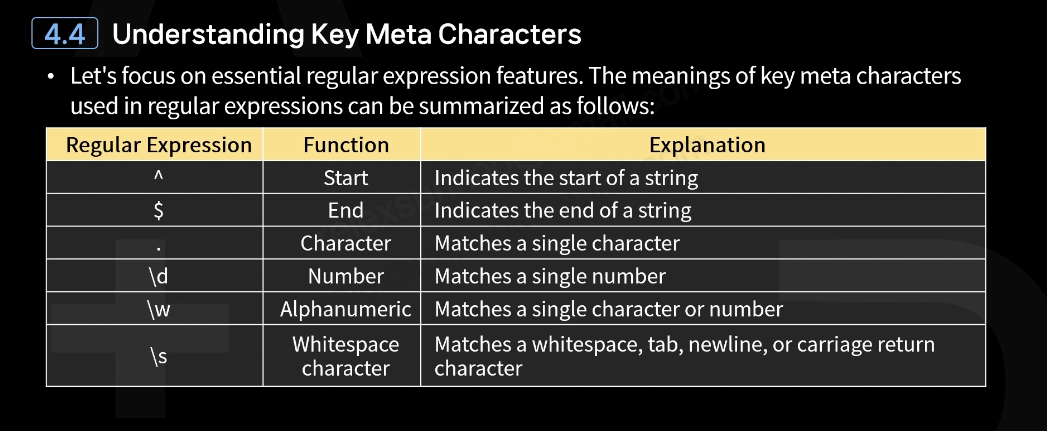 4.4 Understanding Key Meta Characters
• Let's focus on essential regular expression features. The meanings of key meta characters
used in regular expressions can be summarized as follows:
Regular Expression Function Explanation
^ Start Indicates the start of a string
$ End Indicates the end of a string
. Character Matches a single character
\d Number Matches a single number
\w Alphanumeric Matches a single character or number
\s Whitespace character Matches a whitespace, tab, newline, or carriage return
character